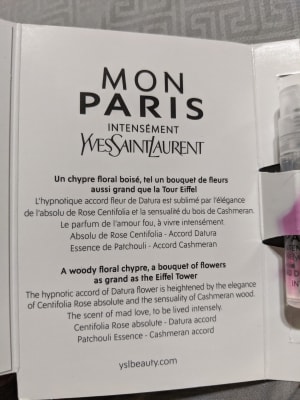 MON
PARIS
INTENSÉMENT
YVESSAINTLAURENT
Un chypre floral boisé, tel un bouquet de fleurs
aussi grand que la Tour Eiffel
L'hypnotique accord fleur de Datura est sublimé par l'élégance
de l'absolu de Rose Centifolia et la sensualité du bois de Cashmeran.
Le parfum de l'amour fou, à vivre intensément
Absolu de Rose Centifolia - Accord Datura
Essence de Patchouli - Accord Cashmeran
A woody floral chypre, a bouquet of flowers
as grand as the Eiffel Tower
The hypnotic accord of Datura flower is heightened by the elegance
of Centifolia Rose absolute and the sensuality of Cashmeran wood.
The scent of mad love, to be lived intensely.
Centifolia Rose absolute - Datura accord
Patchouli Essence - Cashmeran accord
yslbeauty.com